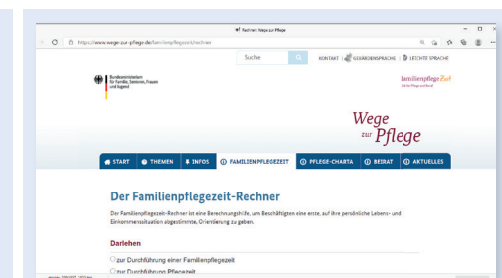 Rechner: Wege zur Pflege
https://www.wege-zur-pflege.de/familienpflegezeit/rechner
Suche
KONTAKT
GEBÄRDENSPRACHE
LEICHTE SPRACHE
Bundesministerium
für Familie, Senioren, Frauen
und Jugend
familienpflegeZeit
Wege
zur Pflege
START THEMEN INFOS FAMILIENPFLEGEZEIT PFLEGE-CHARTA BEIRAT AKTUELLES
Der Familienpflegezeit-Rechner
Der Familienpflegezeit-Rechner ist eine Berechnungshilfe, um Beschäftigten eine erste, auf ihre persönliche Lebens- und
Einkommenssituation abgestimmte, Orientierung zu geben.
Darlehen
zur Durchführung einer Familienpflegezeit
zur Durchführung Pflegezeit